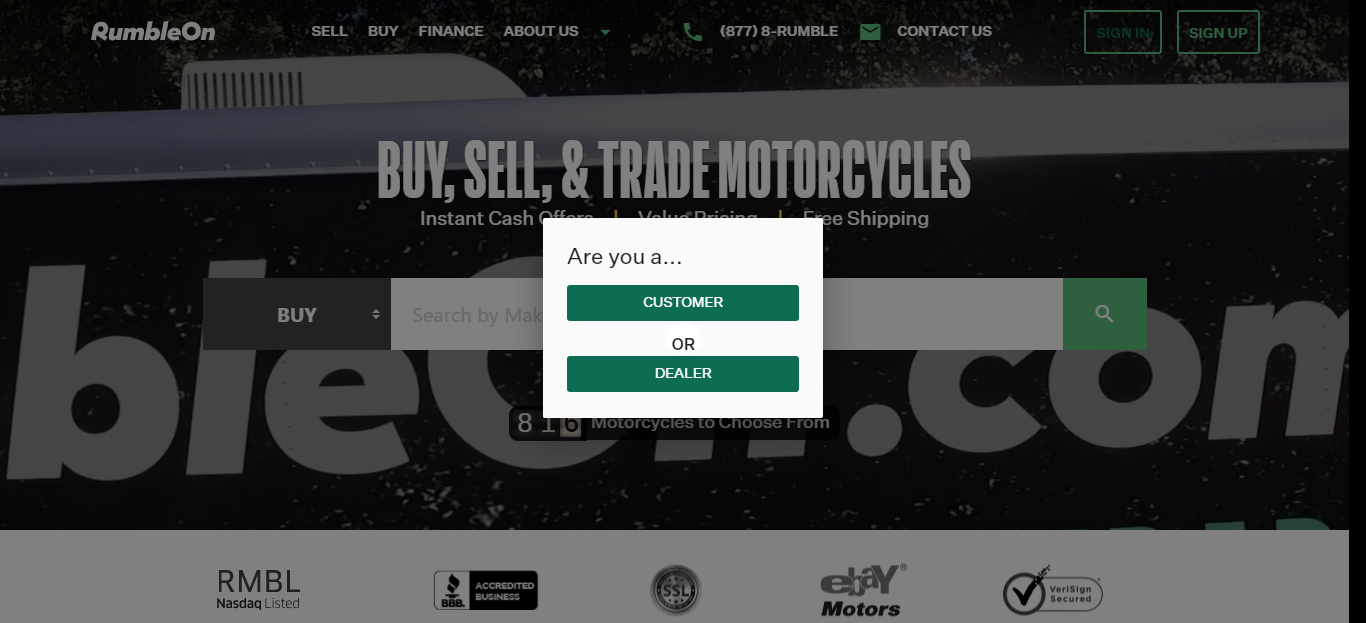 RumbleOn
SELL BUY FINANCE ABOUT US (877) 8-RUMBLE CONTACT US SIGN IN SIGN UP
BUY, SELL, & TRADE MOTORCYCLES
Instant Cash Offers | Value Pricing | Free Shipping
Are you a...
CUSTOMER
OR
DEALER
BUY
Search by Mak
bleOn.com
816 Motorcycles to Choose From
RMBL
Nasdaq Listed
BBB.
ACCREDITED
BUSINESS
SSL
ebay®
Motors
VeriSign
Secured